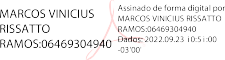 MARCOS VINICIUS
RISSATTO
RAMOS:06469304940
Assinado de forma digital por
MARCOS VINICIUS RISSATTO
RAMOS:06469304940
Dados: 2022.09.23 10:51:00
-03'00'